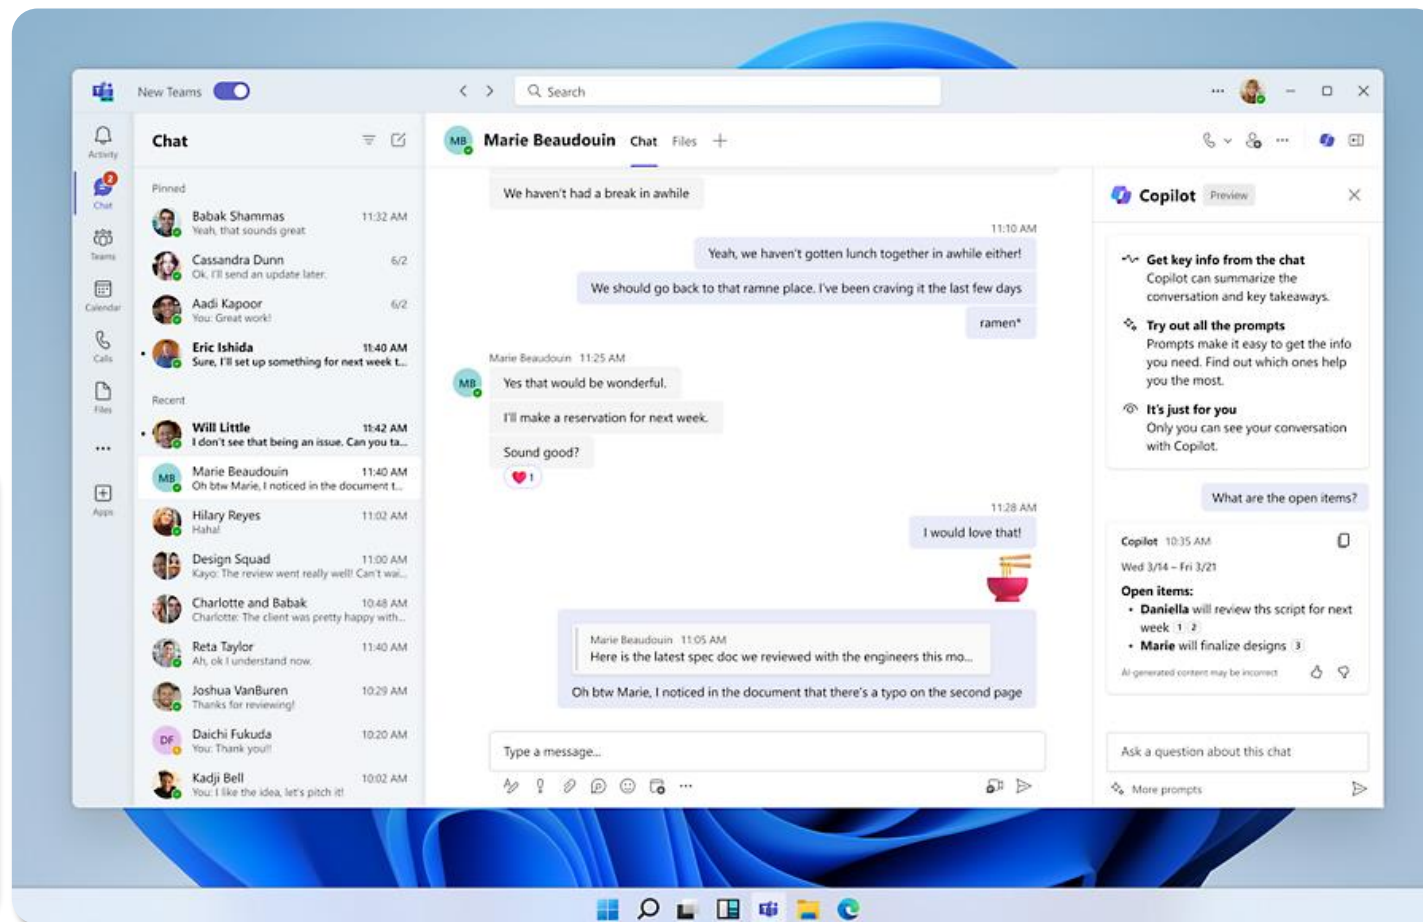 New Teams
Search
Activity
Chat
Teams
Calendar
Calls
Files
Apps
Chat
Pinned
Babak Shammas 11:32 AM
Yeah, that sounds great
Cassandra Dunn 6/2
Ok, I'll send an update later.
Aadi Kapoor 6/2
You: Great work!
Eric Ishida 11:40 AM
Sure, I'll set up something for next week t...
Recent
Will Little 11:42 AM
I don't see that being an issue. Can you ta...
MB
Marie Beaudouin 11:40 AM
Oh btw Marie, I noticed in the document t...
Hilary Reyes 11:02 AM
Haha!
Design Squad 11:00 AM
Kayo: The review went really well! Can't wai...
Charlotte and Babak 10:48 AM
Charlotte: The client was pretty happy with...
Reta Taylor 11:40 AM
Ah, ok I understand now.
Joshua VanBuren 10:29 AM
Thanks for reviewing!
DF
Daichi Fukuda 10:20 AM
You: Thank you!!
Kadji Bell 10:02 AM
You: I like the idea, let's pitch it!
MB Marie Beaudouin Chat Files
We haven't had a break in awhile
11:10 AM
Yeah, we haven't gotten lunch together in awhile either!
We should go back to that ramne place. I've been craving it the last few days
ramen*
Marie Beaudouin 11:25 AM
MB
Yes that would be wonderful.
I'll make a reservation for next week.
Sound good?
1
11:28 AM
I would love that!
Marie Beaudouin 11:05 AM
Here is the latest spec doc we reviewed with the engineers this mo...
Oh btw Marie, I noticed in the document that there's a typo on the second page
Type a message...
Copilot Preview
Get key info from the chat
Copilot can summarize the
conversation and key takeaways.
Try out all the prompts
Prompts make it easy to get the info
you need. Find out which ones help
you the most.
It's just for you
Only you can see your conversation
with Copilot.
What are the open items?
Copilot 10:35 AM
Wed 3/14 – Fri 3/21
Open items:
• Daniella will review ths script for next
week 1 2
• Marie will finalize designs 3
AI-generated content may be incorrect
Ask a question about this chat
More prompts